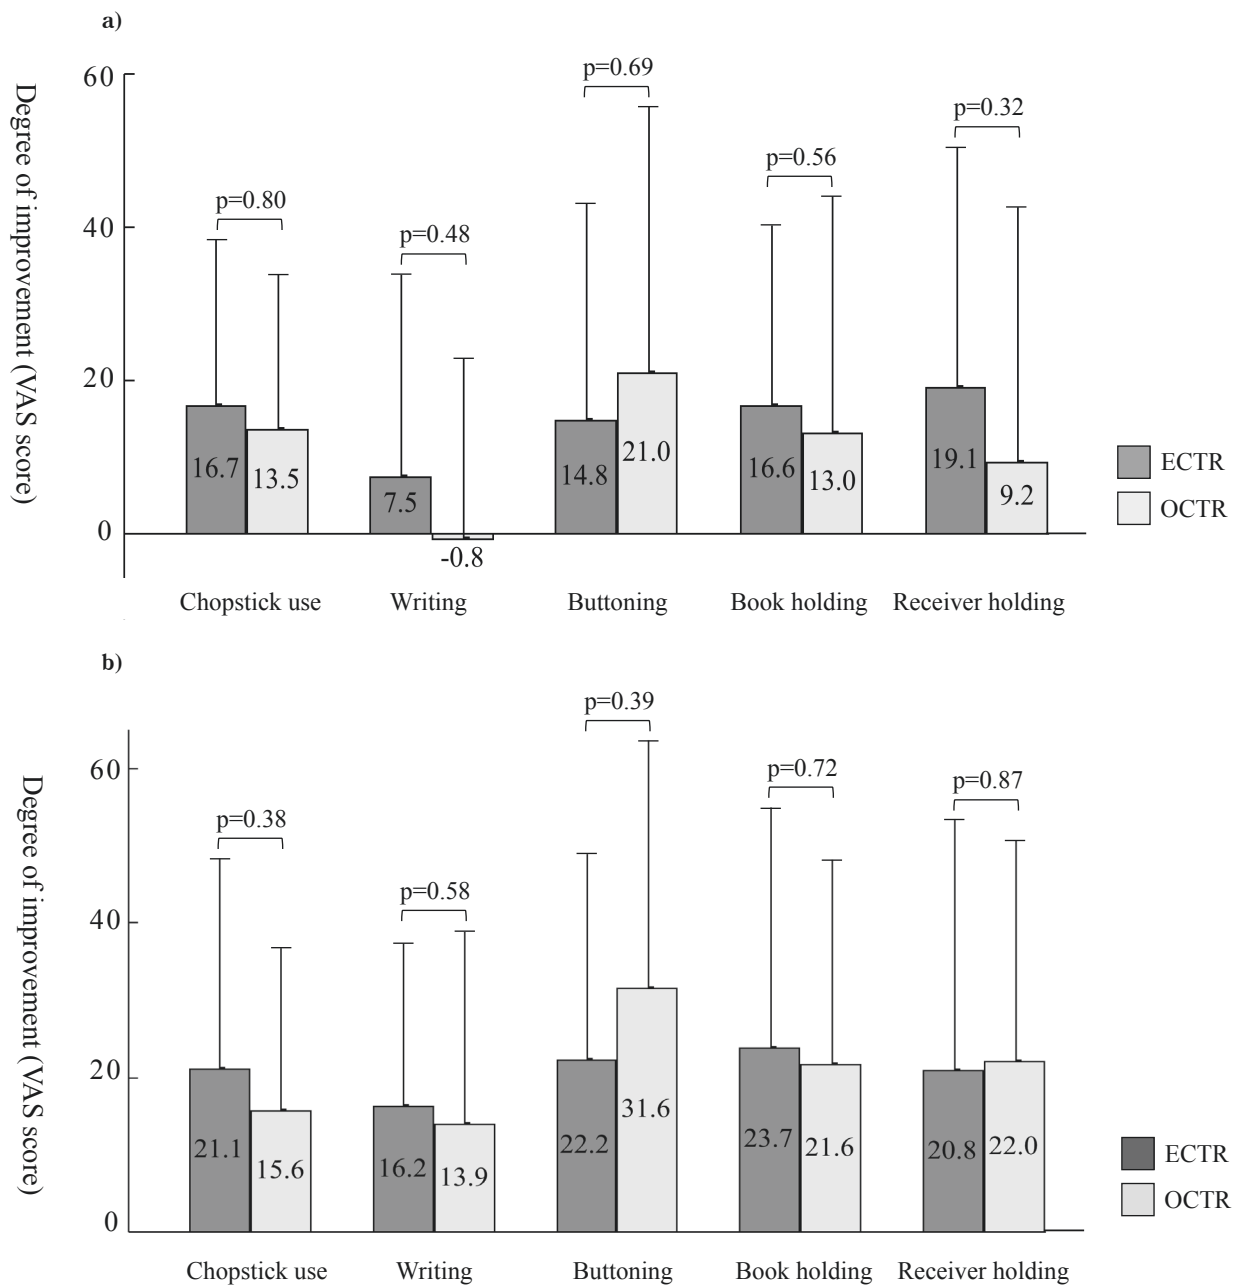 a)
Degree of improvement (VAS score)
60
40
20
0
p=0.80
p=0.48
p=0.69
p=0.56
p=0.32
16.7
13.5
7.5
-0.8
14.8
21.0
16.6
13.0
19.1
9.2
ECTR
OCTR
Chopstick use
Writing
Buttoning
Book holding
Receiver holding
b)
Degree of improvement (VAS score)
60
40
20
0
p=0.38
p=0.58
p=0.39
p=0.72
p=0.87
21.1
15.6
16.2
13.9
22.2
31.6
23.7
21.6
20.8
22.0
ECTR
OCTR
Chopstick use
Writing
Buttoning
Book holding
Receiver holding